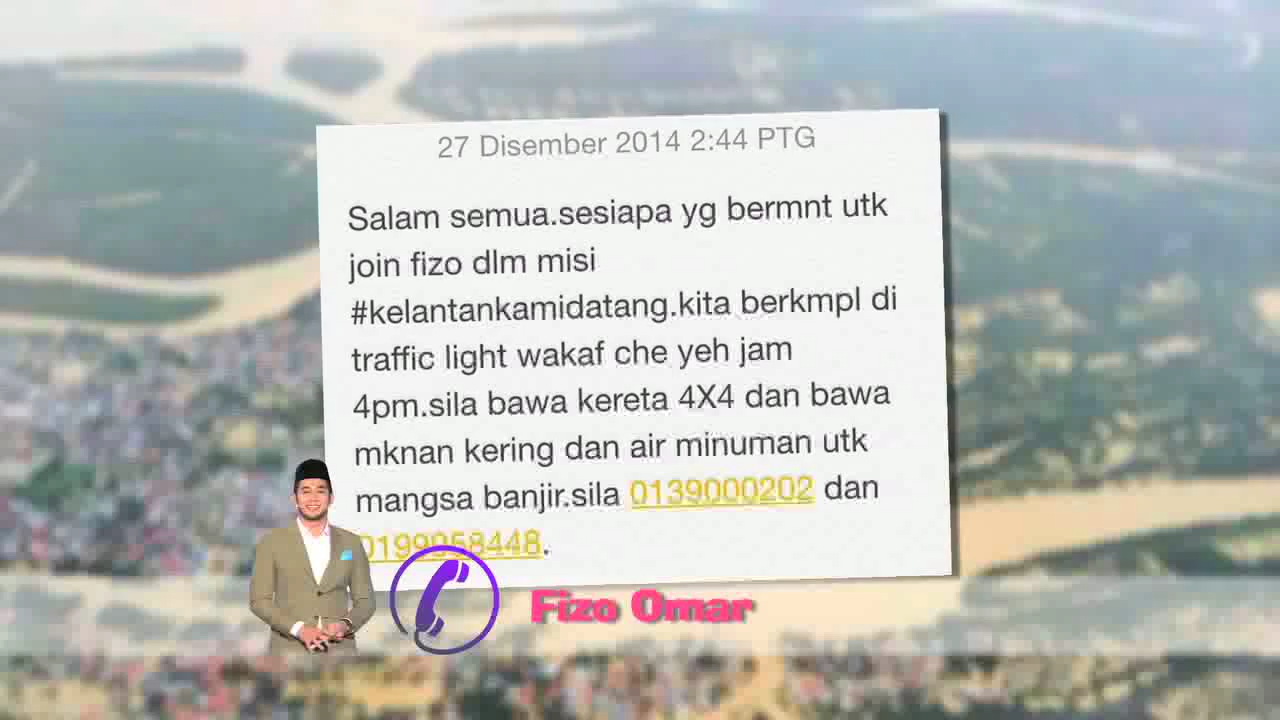 27 Disember 2014 2:44 PTG
Salam semua.sesiapa yg bermnt utk
join fizo dlm misi
#kelantankamidatang.kita berkmpl di
traffic light wakaf che yeh jam
4pm.sila bawa kereta 4X4 dan bawa
mknan kering dan air minuman utk
mangsa banjir.sila 0139000202 dan
0199958448.
Fizo Omar